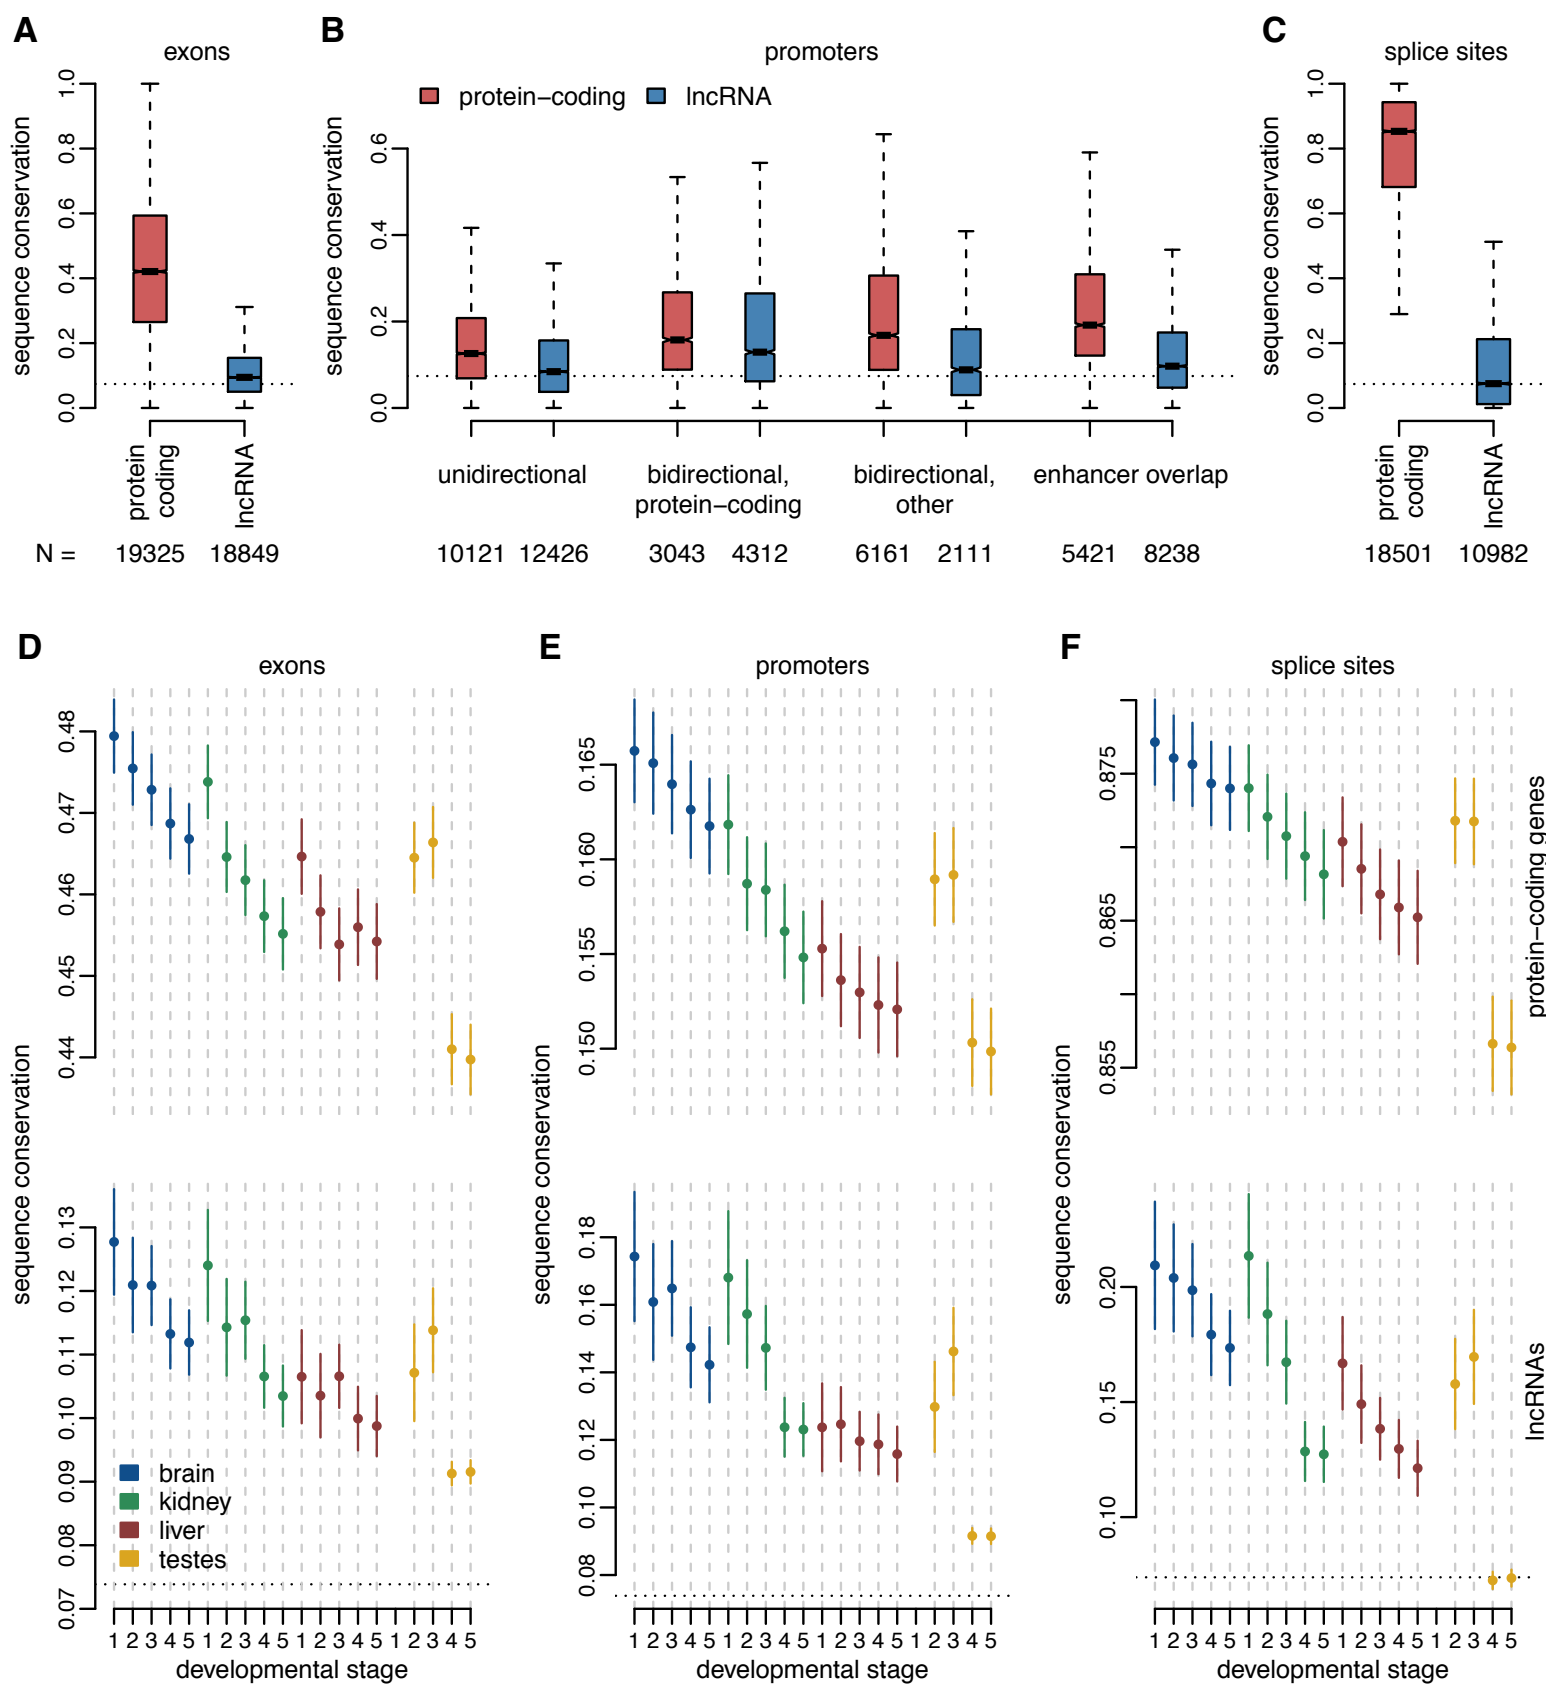 A
exons
sequence conservation
0.0 0.2 0.4 0.6 0.8 1.0
protein
coding
lncRNA
N = 19325 18849
B
promoters
protein−coding lncRNA
sequence conservation
0.0 0.2 0.4 0.6
unidirectional
bidirectional,
protein−coding
bidirectional,
other
enhancer overlap
10121 12426 3043 4312 6161 2111 5421 8238
C
splice sites
sequence conservation
0.0 0.2 0.4 0.6 0.8 1.0
protein
coding
lncRNA
18501 10982
D
exons
sequence conservation
0.44 0.45 0.46 0.47 0.48
0.07 0.08 0.09 0.10 0.11 0.12 0.13
brain
kidney
liver
testes
1 2 3 4 5 1 2 3 4 5 1 2 3 4 5 1 2 3 4 5
developmental stage
E
promoters
sequence conservation
0.150 0.155 0.160 0.165
0.08 0.10 0.12 0.14 0.16 0.18
1 2 3 4 5 1 2 3 4 5 1 2 3 4 5 1 2 3 4 5
developmental stage
F
splice sites
sequence conservation
0.855 0.865 0.875
0.10 0.15 0.20
1 2 3 4 5 1 2 3 4 5 1 2 3 4 5 1 2 3 4 5
developmental stage
protein−coding genes
lncRNAs